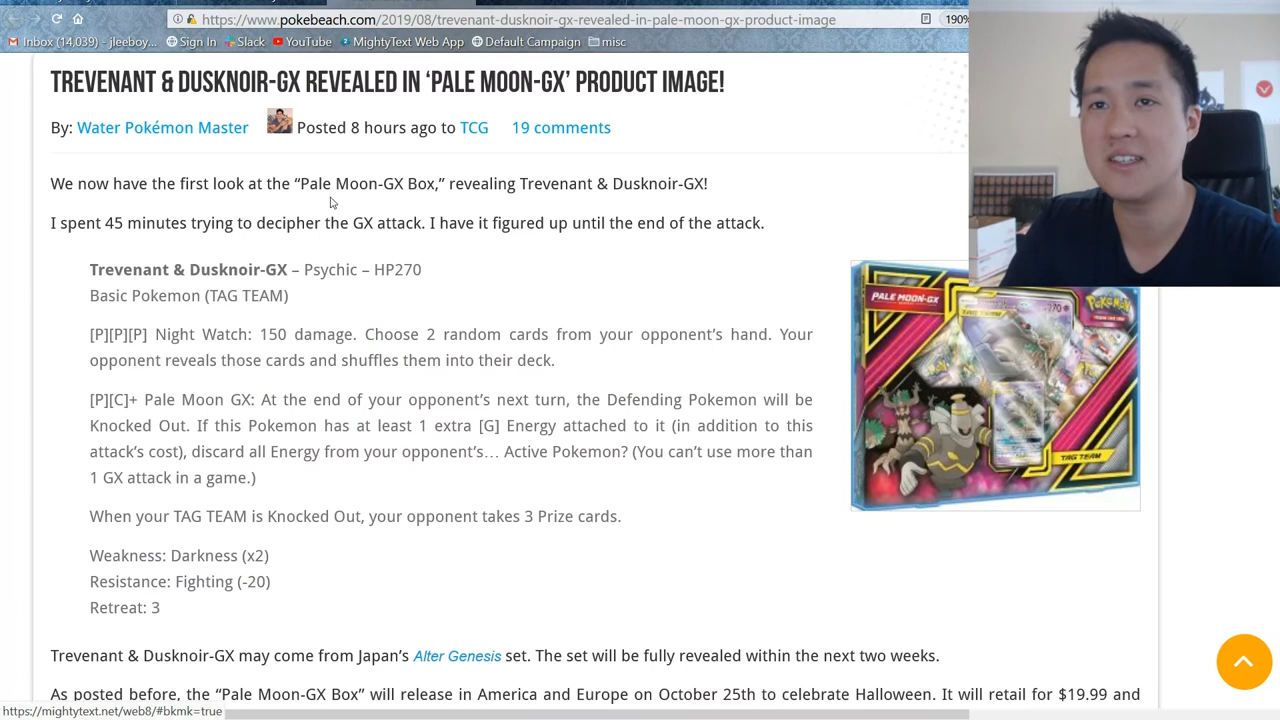 https://www.pokebeach.com/2019/08/trevenant-dusknoir-gx-revealed-in-pale-moon-gx-product-image
190%
Inbox (14,039) - jleeboy... Sign In Slack YouTube MightyText Web App Default Campaign misc
TREVENANT & DUSKNOIR-GX REVEALED IN ‘PALE MOON-GX’ PRODUCT IMAGE!
By: Water Pokémon Master Posted 8 hours ago to TCG 19 comments
We now have the first look at the “Pale Moon-GX Box,” revealing Trevenant & Dusknoir-GX!
I spent 45 minutes trying to decipher the GX attack. I have it figured up until the end of the attack.
Trevenant & Dusknoir-GX – Psychic – HP270
Basic Pokemon (TAG TEAM)
[P][P][P] Night Watch: 150 damage. Choose 2 random cards from your opponent’s hand. Your
opponent reveals those cards and shuffles them into their deck.
[P][C]+ Pale Moon GX: At the end of your opponent’s next turn, the Defending Pokemon will be
Knocked Out. If this Pokemon has at least 1 extra [G] Energy attached to it (in addition to this
attack’s cost), discard all Energy from your opponent’s… Active Pokemon? (You can’t use more than
1 GX attack in a game.)
When your TAG TEAM is Knocked Out, your opponent takes 3 Prize cards.
Weakness: Darkness (x2)
Resistance: Fighting (-20)
Retreat: 3
PALE MOON-GX
TAG TEAM
270
Pokémon
TAG TEAM
Trevenant & Dusknoir-GX may come from Japan’s Alter Genesis set. The set will be fully revealed within the next two weeks.
As posted before, the “Pale Moon-GX Box” will release in America and Europe on October 25th to celebrate Halloween. It will retail for $19.99 and
https://mightytext.net/web8/#bkmk=true